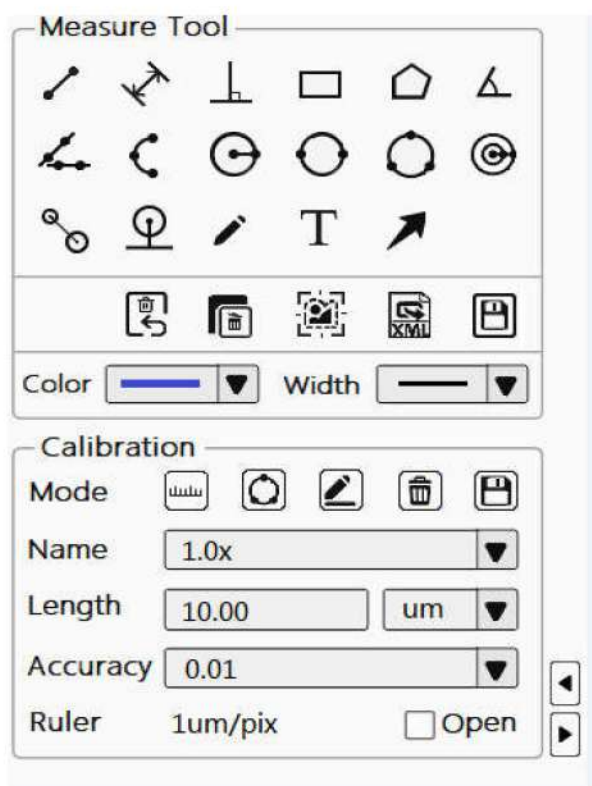 Measure Tool
T
XML
Color
Width
Calibration
Mode
Name 1.0x
Length 10.00 um
Accuracy 0.01
Ruler 1um/pix Open